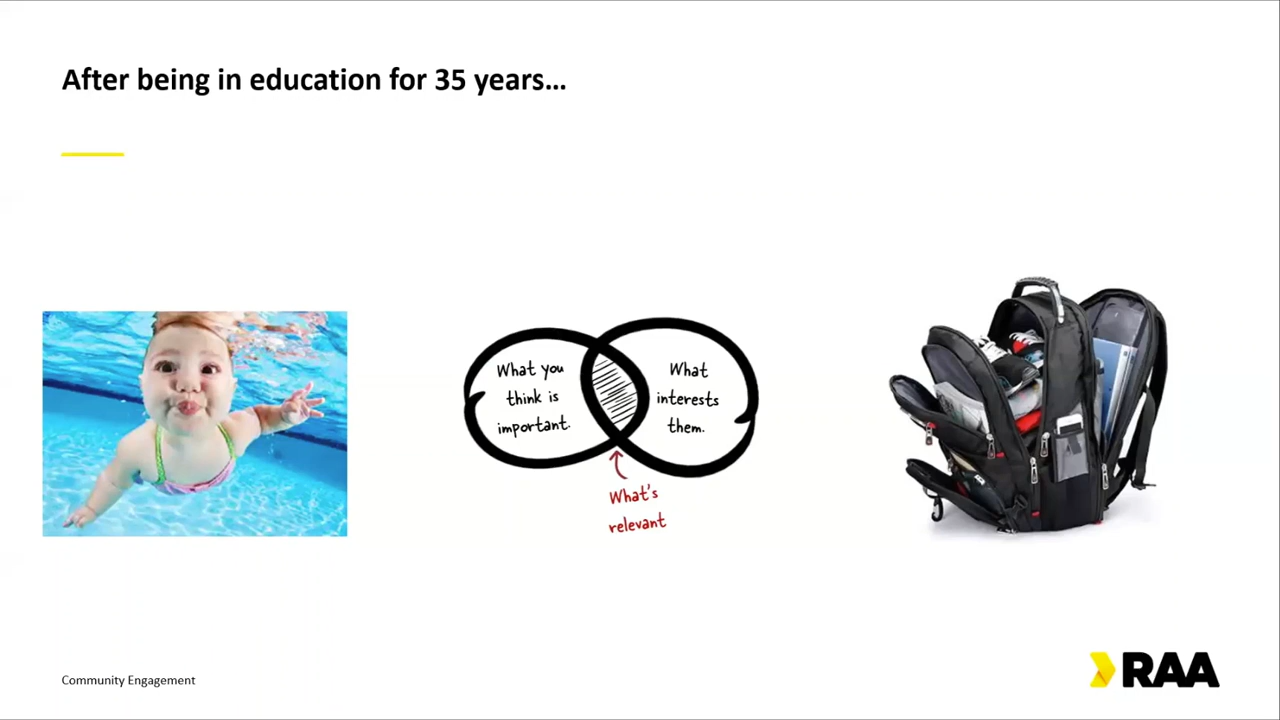 After being in education for 35 years...
What you
think is
important.
What
interests
them.
What's
relevant
Community Engagement
RAA